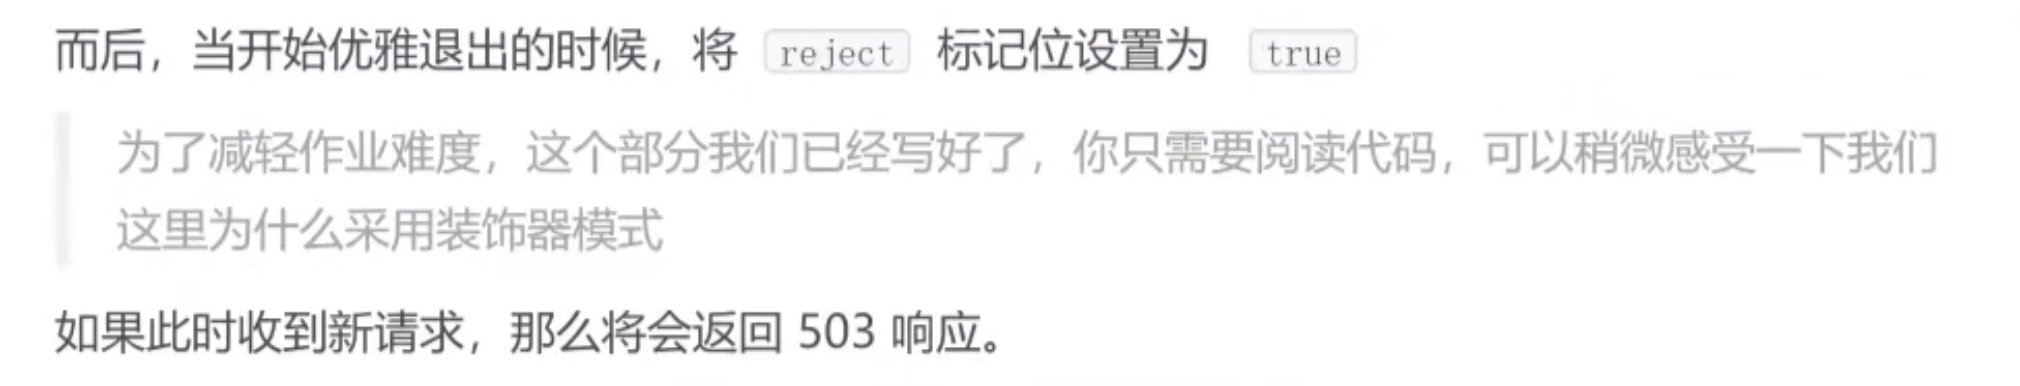 而后，当开始优雅退出的时候，将 reject 标记位设置为 true
为了减轻作业难度，这个部分我们已经写好了，你只需要阅读代码，可以稍微感受一下我们
这里为什么采用装饰器模式
如果此时收到新请求，那么将会返回 503 响应。